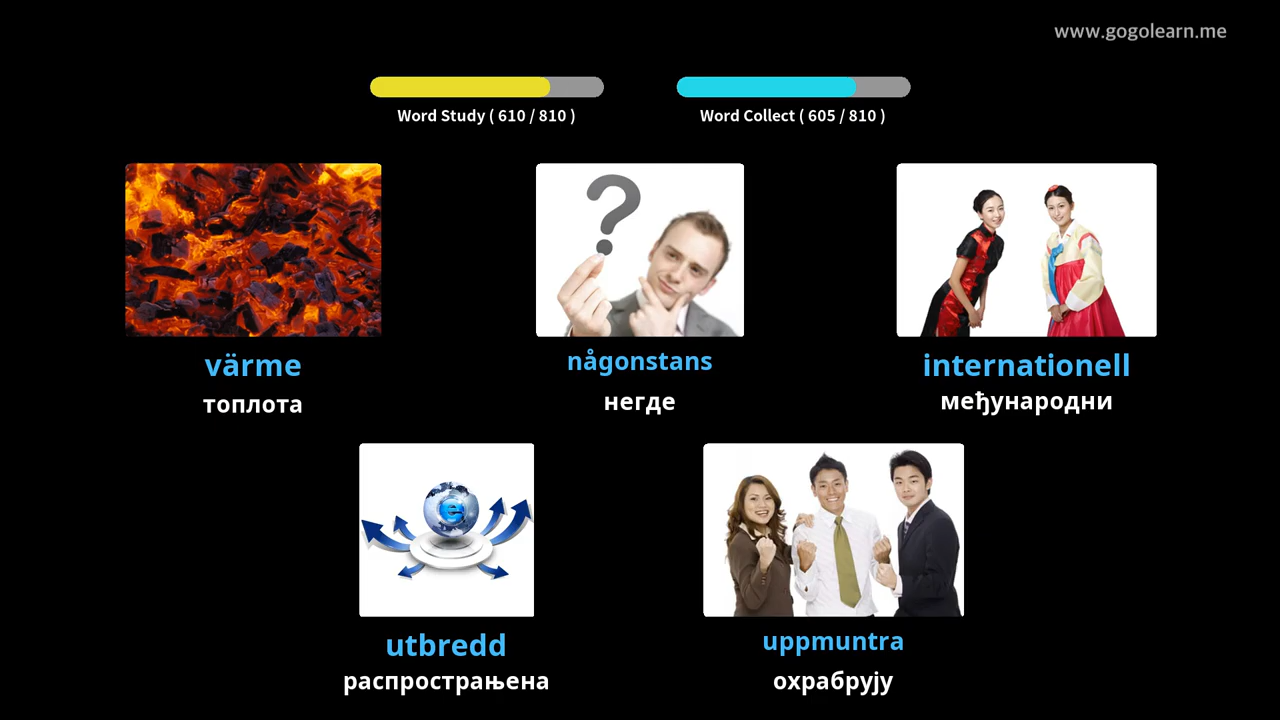 www.gogolearn.me
Word Study ( 610 / 810 )
Word Collect ( 605 / 810 )
värme
топлота
någonstans
негде
internationell
међународни
utbredd
распрострањена
uppmuntra
охрабрују